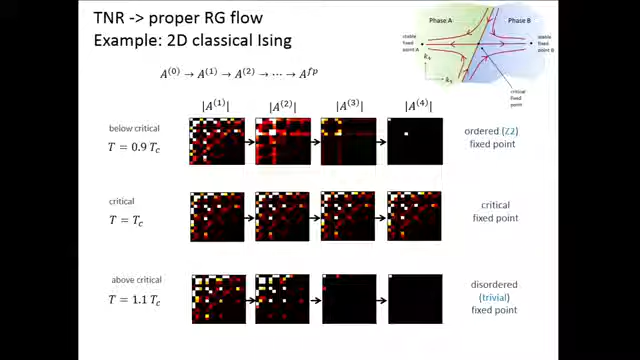 TNR -> proper RG flow
Example: 2D classical Ising
A^(0) → A^(1) → A^(2) → ⋯ → A^fp
Phase A
Phase B
stable
fixed
point A
stable
fixed
point B
critical
fixed
point
|A^(1)|
|A^(2)|
|A^(3)|
|A^(4)|
below critical
T = 0.9 T_c
ordered (Z2)
fixed point
critical
T = T_c
critical
fixed point
above critical
T = 1.1 T_c
disordered
(trivial)
fixed point